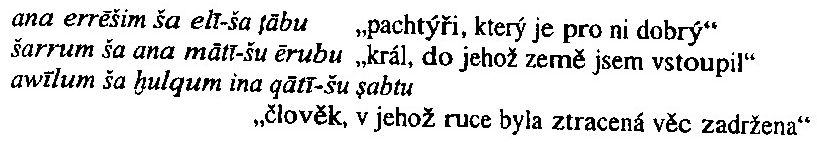 ana errēšim ša elī-ša ṭābu „pachtýři, který je pro ni dobrý“
šarrum ša ana mātī-šu ērubu „král, do jehož země jsem vstoupil“
awīlum ša ḫulqum ina qātī-šu ṣabtu
„člověk, v jehož ruce byla ztracená věc zadržena“